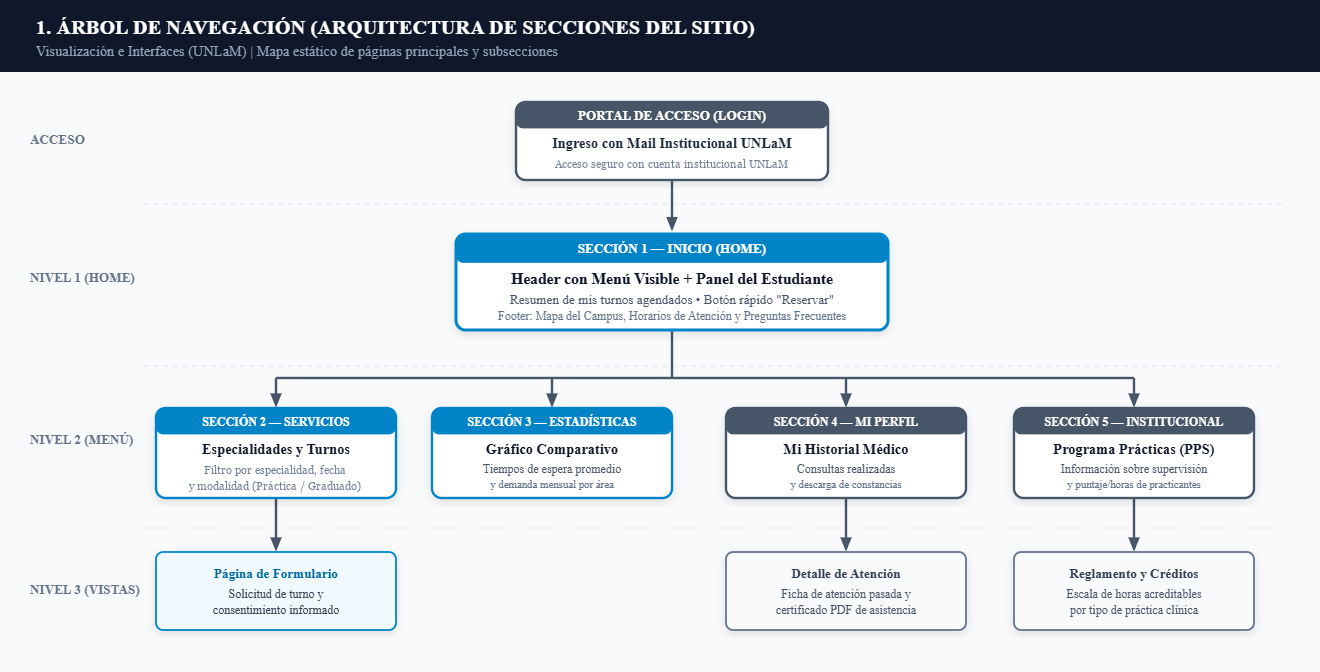 1. ÁRBOL DE NAVEGACIÓN (ARQUITECTURA DE SECCIONES DEL SITIO)
Visualización e Interfaces (UNLaM) | Mapa estático de páginas principales y subsecciones
ACCESO
PORTAL DE ACCESO (LOGIN)
Ingreso con Mail Institucional UNLaM
Acceso seguro con cuenta institucional UNLaM
NIVEL 1 (HOME)
SECCIÓN 1 — INICIO (HOME)
Header con Menú Visible + Panel del Estudiante
Resumen de mis turnos agendados • Botón rápido "Reservar"
Footer: Mapa del Campus, Horarios de Atención y Preguntas Frecuentes
NIVEL 2 (MENÚ)
SECCIÓN 2 — SERVICIOS
Especialidades y Turnos
Filtro por especialidad, fecha
y modalidad (Práctica / Graduado)
SECCIÓN 3 — ESTADÍSTICAS
Gráfico Comparativo
Tiempos de espera promedio
y demanda mensual por área
SECCIÓN 4 — MI PERFIL
Mi Historial Médico
Consultas realizadas
y descarga de constancias
SECCIÓN 5 — INSTITUCIONAL
Programa Prácticas (PPS)
Información sobre supervisión
y puntaje/horas de practicantes
NIVEL 3 (VISTAS)
Página de Formulario
Solicitud de turno y
consentimiento informado
Detalle de Atención
Ficha de atención pasada y
certificado PDF de asistencia
Reglamento y Créditos
Escala de horas acreditables
por tipo de práctica clínica